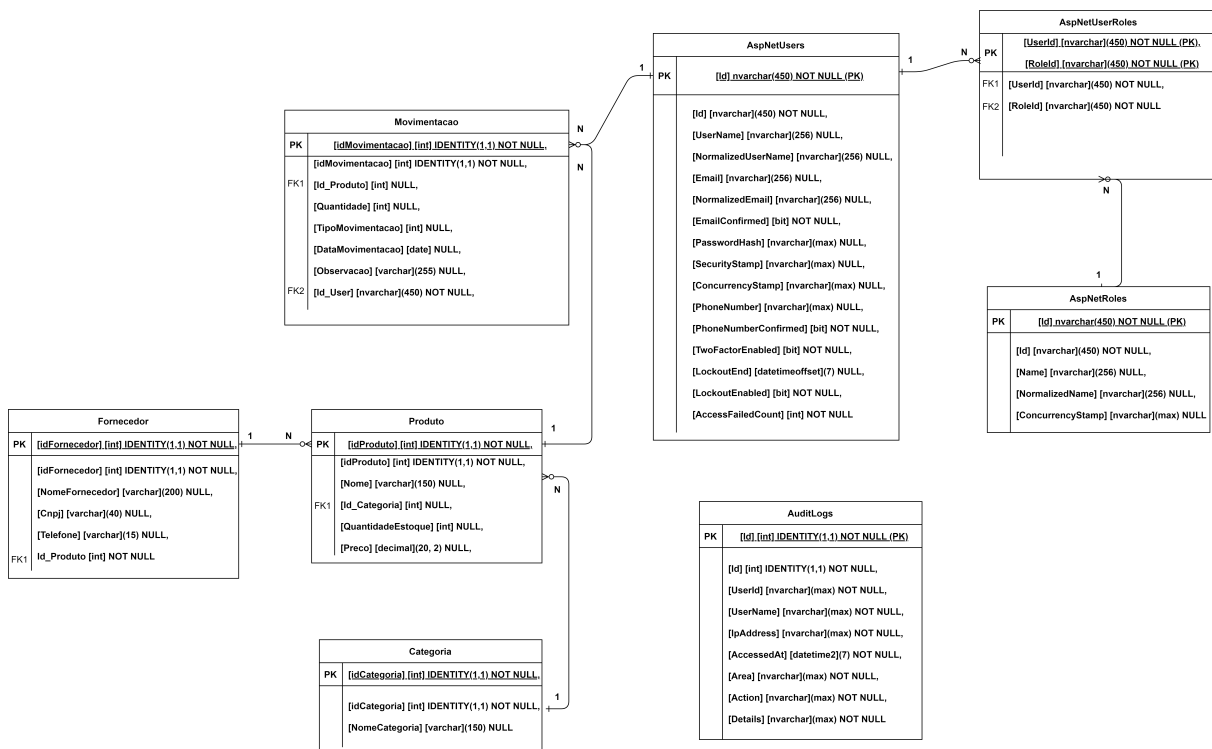 AspNetUserRoles
PK
[UserId] [nvarchar](450) NOT NULL (PK),
[RoleId] [nvarchar](450) NOT NULL (PK)
FK1
[UserId] [nvarchar](450) NOT NULL,
FK2
[RoleId] [nvarchar](450) NOT NULL
AspNetUsers
PK
[Id] nvarchar(450) NOT NULL (PK)
[Id] [nvarchar](450) NOT NULL,
[UserName] [nvarchar](256) NULL,
[NormalizedUserName] [nvarchar](256) NULL,
[Email] [nvarchar](256) NULL,
[NormalizedEmail] [nvarchar](256) NULL,
[EmailConfirmed] [bit] NOT NULL,
[PasswordHash] [nvarchar](max) NULL,
[SecurityStamp] [nvarchar](max) NULL,
[ConcurrencyStamp] [nvarchar](max) NULL,
[PhoneNumber] [nvarchar](max) NULL,
[PhoneNumberConfirmed] [bit] NOT NULL,
[TwoFactorEnabled] [bit] NOT NULL,
[LockoutEnd] [datetimeoffset](7) NULL,
[LockoutEnabled] [bit] NOT NULL,
[AccessFailedCount] [int] NOT NULL
1
N
1
N
N
Movimentacao
PK
[idMovimentacao] [int] IDENTITY(1,1) NOT NULL,
[idMovimentacao] [int] IDENTITY(1,1) NOT NULL,
FK1
[Id_Produto] [int] NULL,
[Quantidade] [int] NULL,
[TipoMovimentacao] [int] NULL,
[DataMovimentacao] [date] NULL,
[Observacao] [varchar](255) NULL,
FK2
[Id_User] [nvarchar](450) NOT NULL,
N
1
AspNetRoles
PK
[Id] nvarchar(450) NOT NULL (PK)
[Id] [nvarchar](450) NOT NULL,
[Name] [nvarchar](256) NULL,
[NormalizedName] [nvarchar](256) NULL,
[ConcurrencyStamp] [nvarchar](max) NULL
Fornecedor
PK
[idFornecedor] [int] IDENTITY(1,1) NOT NULL,
[idFornecedor] [int] IDENTITY(1,1) NOT NULL,
[NomeFornecedor] [varchar](200) NULL,
[Cnpj] [varchar](40) NULL,
[Telefone] [varchar](15) NULL,
FK1
Id_Produto [int] NOT NULL
1
N
Produto
PK
[idProduto] [int] IDENTITY(1,1) NOT NULL,
[idProduto] [int] IDENTITY(1,1) NOT NULL,
[Nome] [varchar](150) NULL,
FK1
[Id_Categoria] [int] NULL,
[QuantidadeEstoque] [int] NULL,
[Preco] [decimal](20, 2) NULL,
1
N
AuditLogs
PK
[Id] [int] IDENTITY(1,1) NOT NULL (PK)
[Id] [int] IDENTITY(1,1) NOT NULL,
[UserId] [nvarchar](max) NOT NULL,
[UserName] [nvarchar](max) NOT NULL,
[IpAddress] [nvarchar](max) NOT NULL,
[AccessedAt] [datetime2](7) NOT NULL,
[Area] [nvarchar](max) NOT NULL,
[Action] [nvarchar](max) NOT NULL,
[Details] [nvarchar](max) NOT NULL
Categoria
PK
[idCategoria] [int] IDENTITY(1,1) NOT NULL,
[idCategoria] [int] IDENTITY(1,1) NOT NULL,
[NomeCategoria] [varchar](150) NULL
1